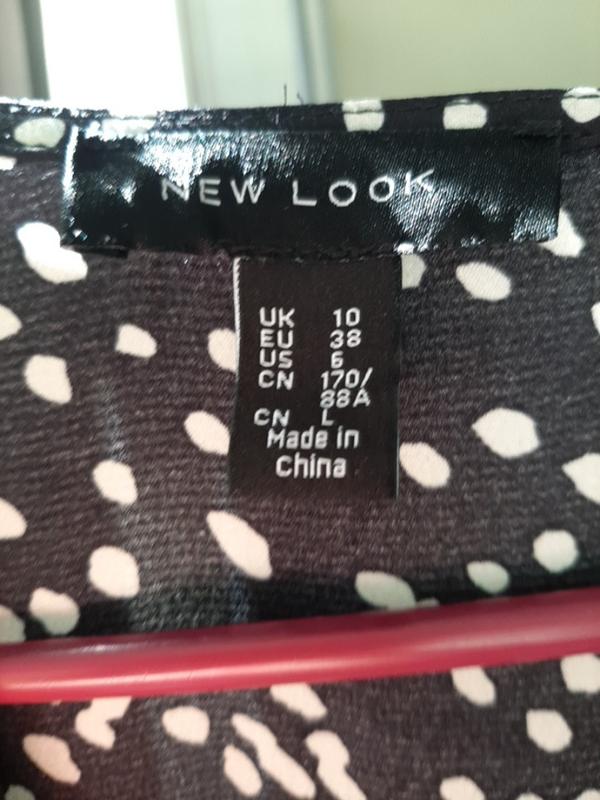 NEW LOOK
UK 10
EU 38
US 6
CN 170/
88A
CN L
Made in
China